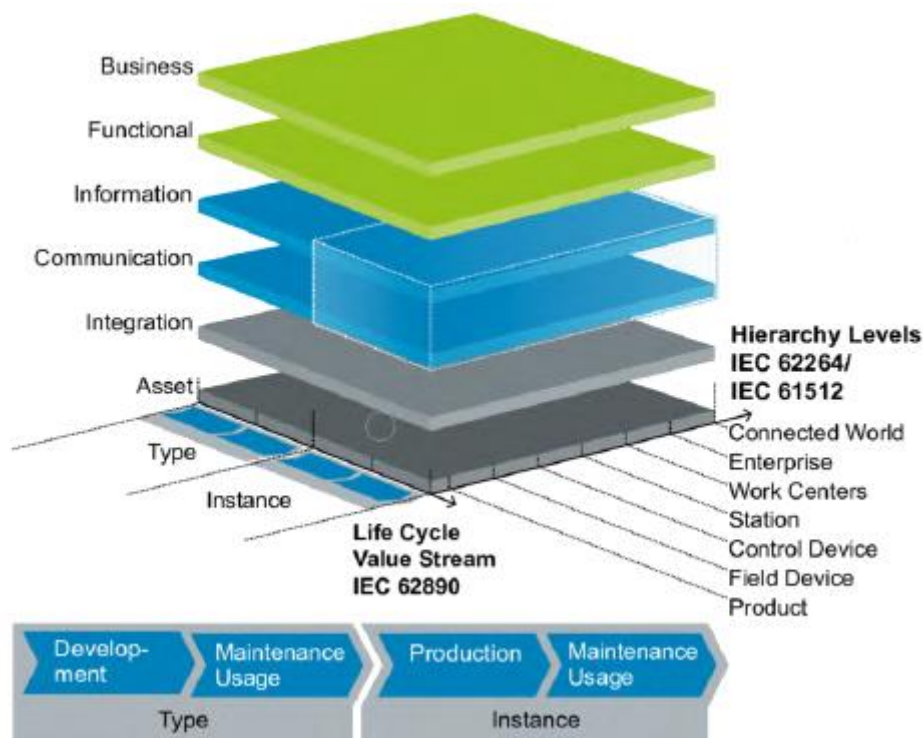 Business
Functional
Information
Communication
Integration
Asset
Type
Instance
Life Cycle
Value Stream
IEC 62890
Hierarchy Levels
IEC 62264/
IEC 61512
Connected World
Enterprise
Work Centers
Station
Control Device
Field Device
Product
Develop-
ment
Maintenance
Usage
Production
Maintenance
Usage
Type
Instance